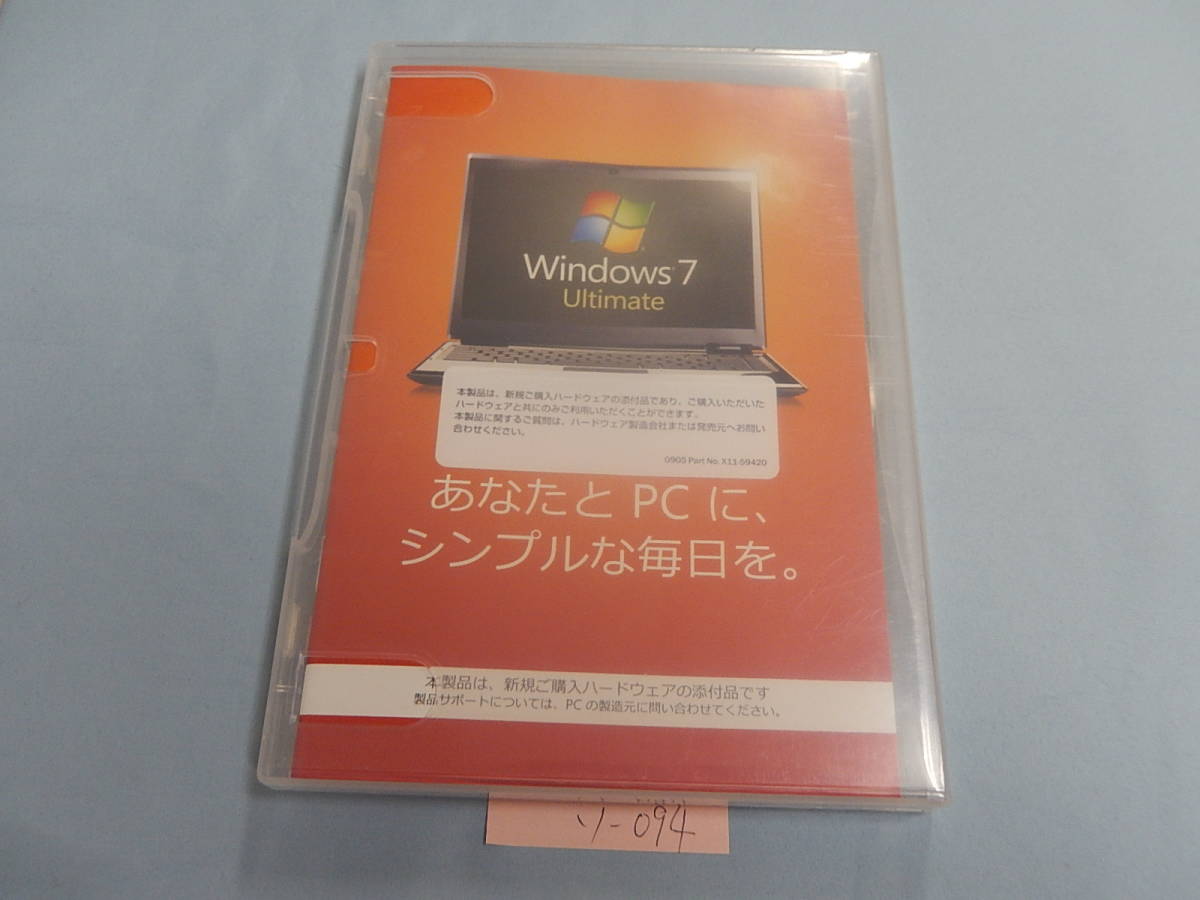 Windows 7
Ultimate
本製品は、新規ご購入ハードウェアの添付品であり、ご購入いただいた
ハードウェアと共にのみご利用いただくことができます。
本製品に関するご質問は、ハードウェア製造会社または発売元へお問い
合わせください。
0905 Part No. X11-59420
あなたと PC に、
シンプルな毎日を。
本製品は、新規ご購入ハードウェアの添付品です
製品サポートについては、PC の製造元に問い合わせてください。
ソ-094